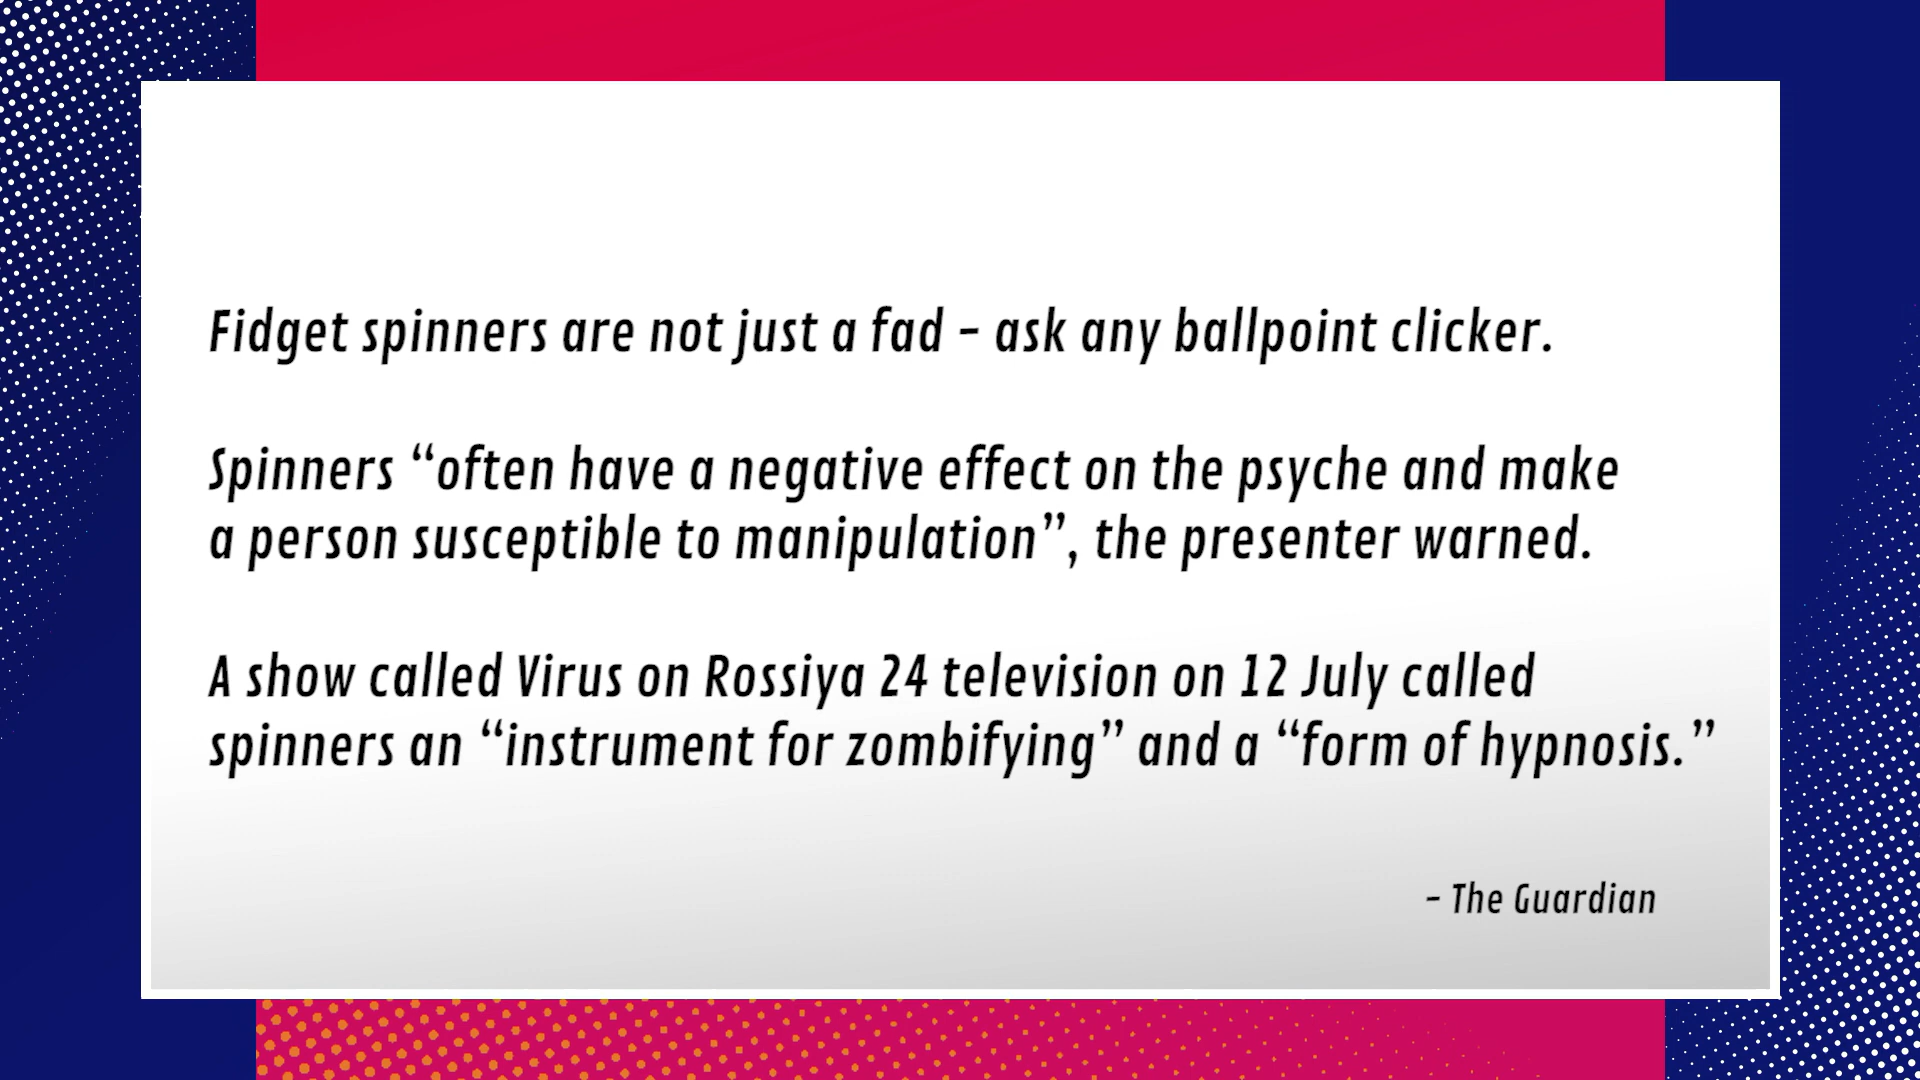 Fidget spinners are not just a fad – ask any ballpoint clicker.
Spinners “often have a negative effect on the psyche and make
a person susceptible to manipulation”, the presenter warned.
A show called Virus on Rossiya 24 television on 12 July called
spinners an “instrument for zombifying” and a “form of hypnosis.”
– The Guardian